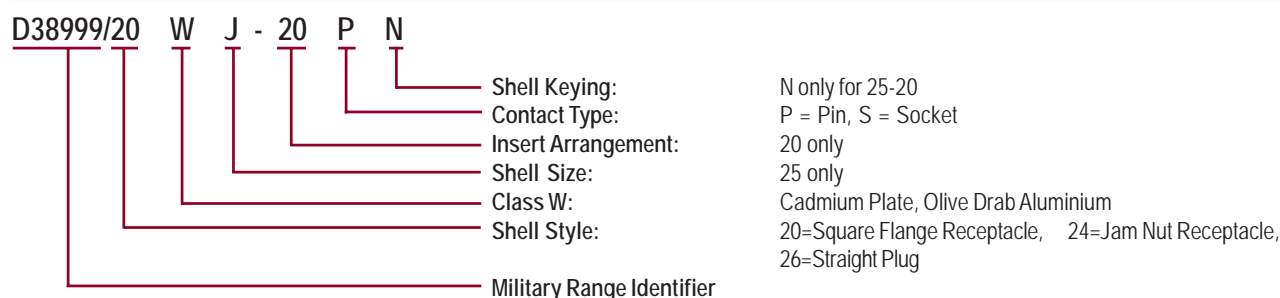 D38999/20 W J - 20 P N
Shell Keying: N only for 25-20
Contact Type: P = Pin, S = Socket
Insert Arrangement: 20 only
Shell Size: 25 only
Class W: Cadmium Plate, Olive Drab Aluminium
Shell Style: 20=Square Flange Receptacle, 24=Jam Nut Receptacle,
26=Straight Plug
Military Range Identifier